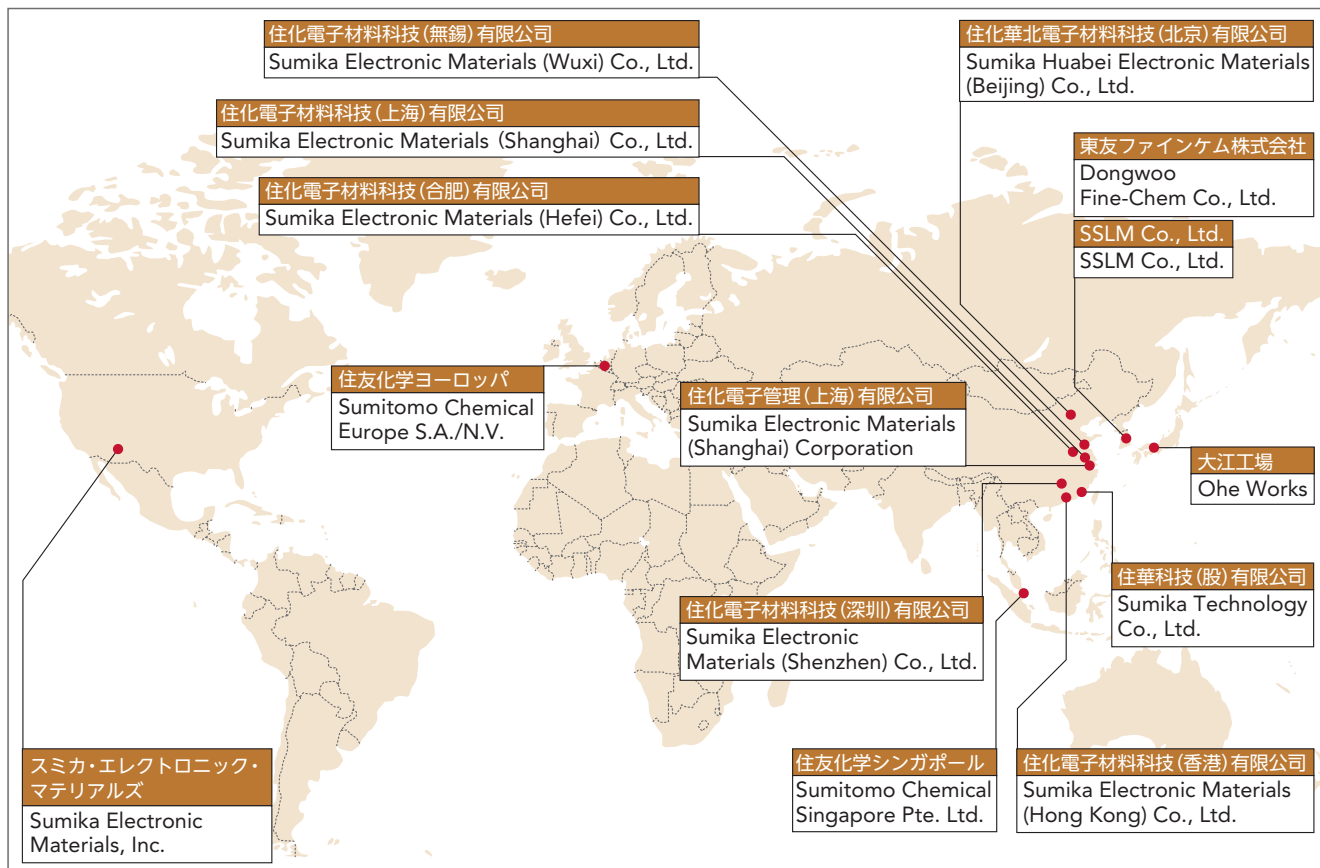 住化電子材料科技(無錫)有限公司
Sumika Electronic Materials (Wuxi) Co., Ltd.
住化華北電子材料科技(北京)有限公司
Sumika Huabei Electronic Materials
(Beijing) Co., Ltd.
住化電子材料科技(上海)有限公司
Sumika Electronic Materials (Shanghai) Co., Ltd.
東友ファインケム株式会社
Dongwoo
Fine-Chem Co., Ltd.
住化電子材料科技(合肥)有限公司
Sumika Electronic Materials (Hefei) Co., Ltd.
SSLM Co., Ltd.
SSLM Co., Ltd.
住友化学ヨーロッパ
Sumitomo Chemical
Europe S.A./N.V.
住化電子管理(上海)有限公司
Sumika Electronic Materials
(Shanghai) Corporation
大江工場
Ohe Works
住化電子材料科技(深圳)有限公司
Sumika Electronic
Materials (Shenzhen) Co., Ltd.
住華科技(股)有限公司
Sumika Technology
Co., Ltd.
スミカ・エレクトロニック・
マテリアルズ
Sumika Electronic
Materials, Inc.
住友化学シンガポール
Sumitomo Chemical
Singapore Pte. Ltd.
住化電子材料科技(香港)有限公司
Sumika Electronic Materials
(Hong Kong) Co., Ltd.